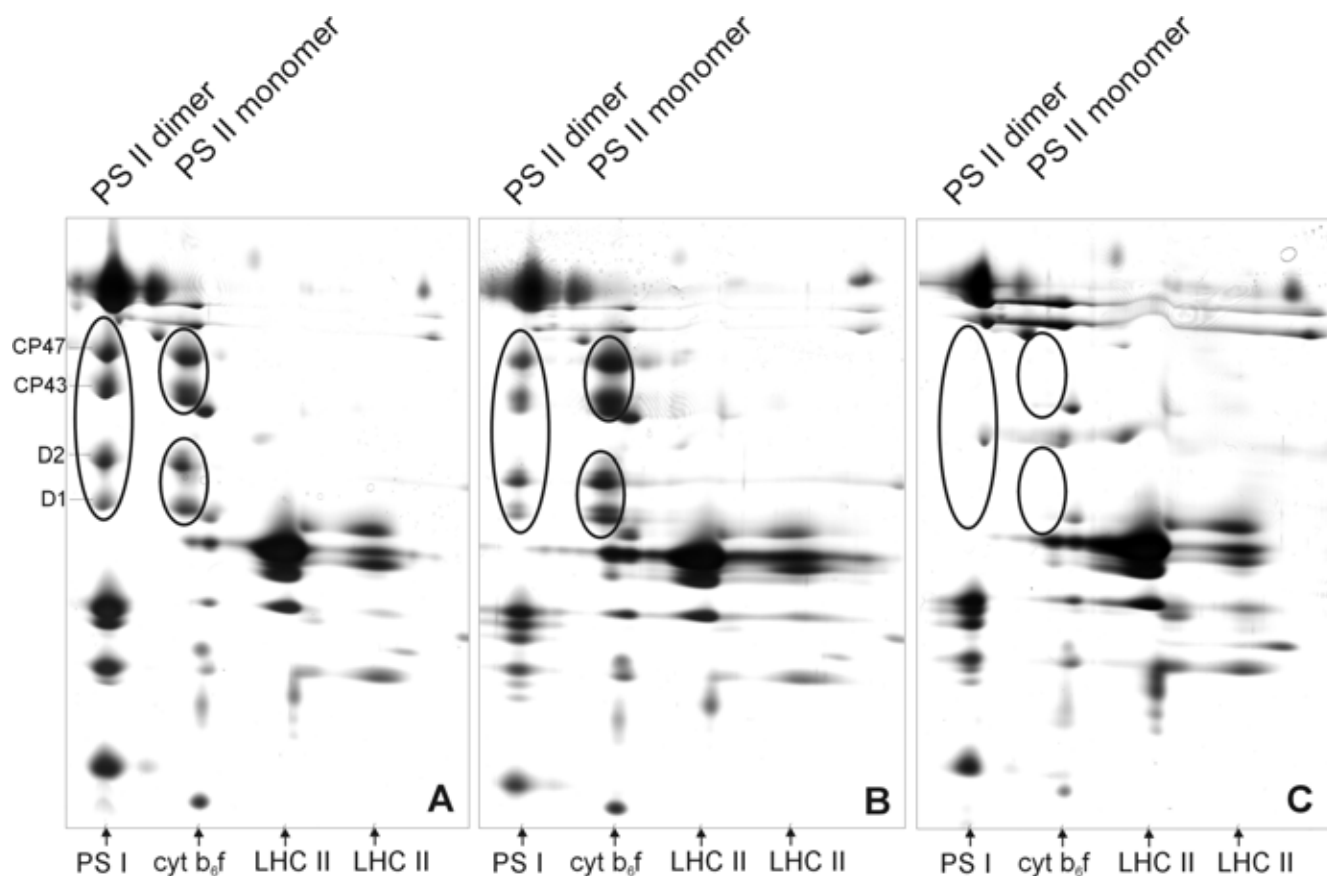 PS II dimer
PS II monomer
PS II dimer
PS II monomer
PS II dimer
PS II monomer
CP47
CP43
D2
D1
A
B
C
PS I
cyt b₆f
LHC II
LHC II
PS I
cyt b₆f
LHC II
LHC II
PS I
cyt b₆f
LHC II
LHC II